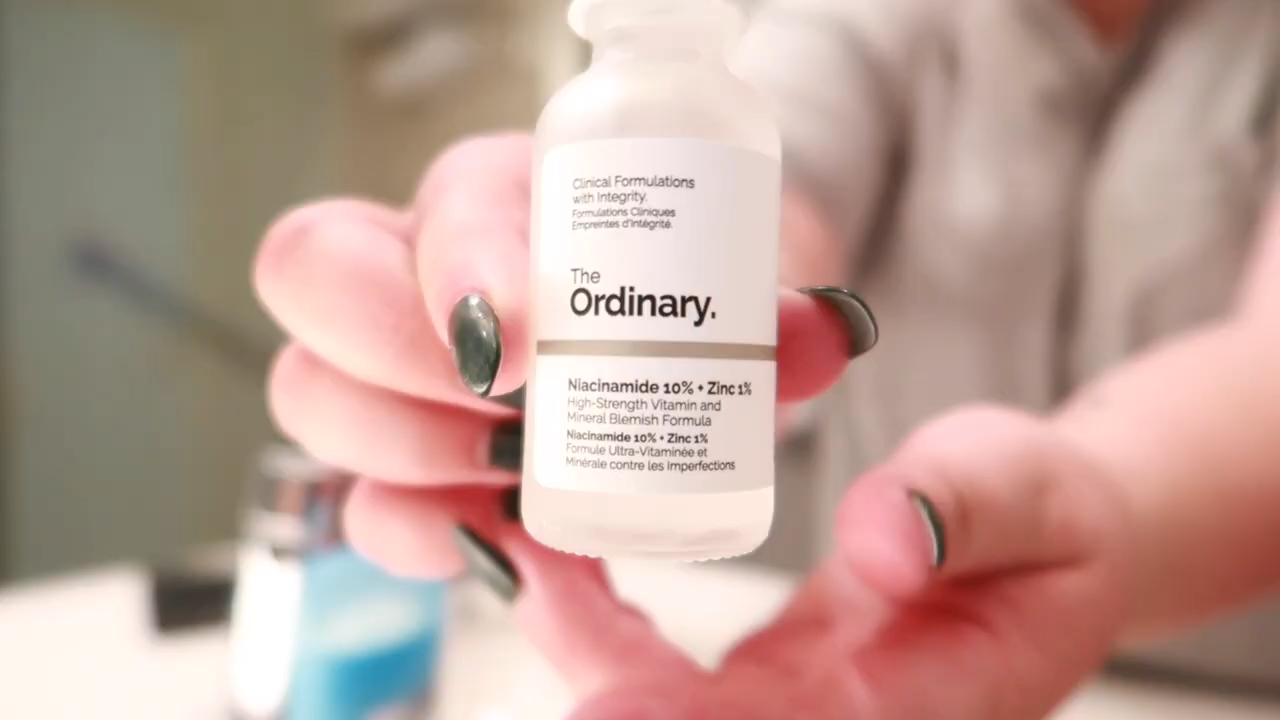 Clinical Formulations
with Integrity.
Formulations Cliniques
Empreintes d'Intégrité.
The
Ordinary.
Niacinamide 10% + Zinc 1%
High-Strength Vitamin and
Mineral Blemish Formula
Niacinamide 10% + Zinc 1%
Formule Ultra-Vitaminée et
Minérale contre les Imperfections